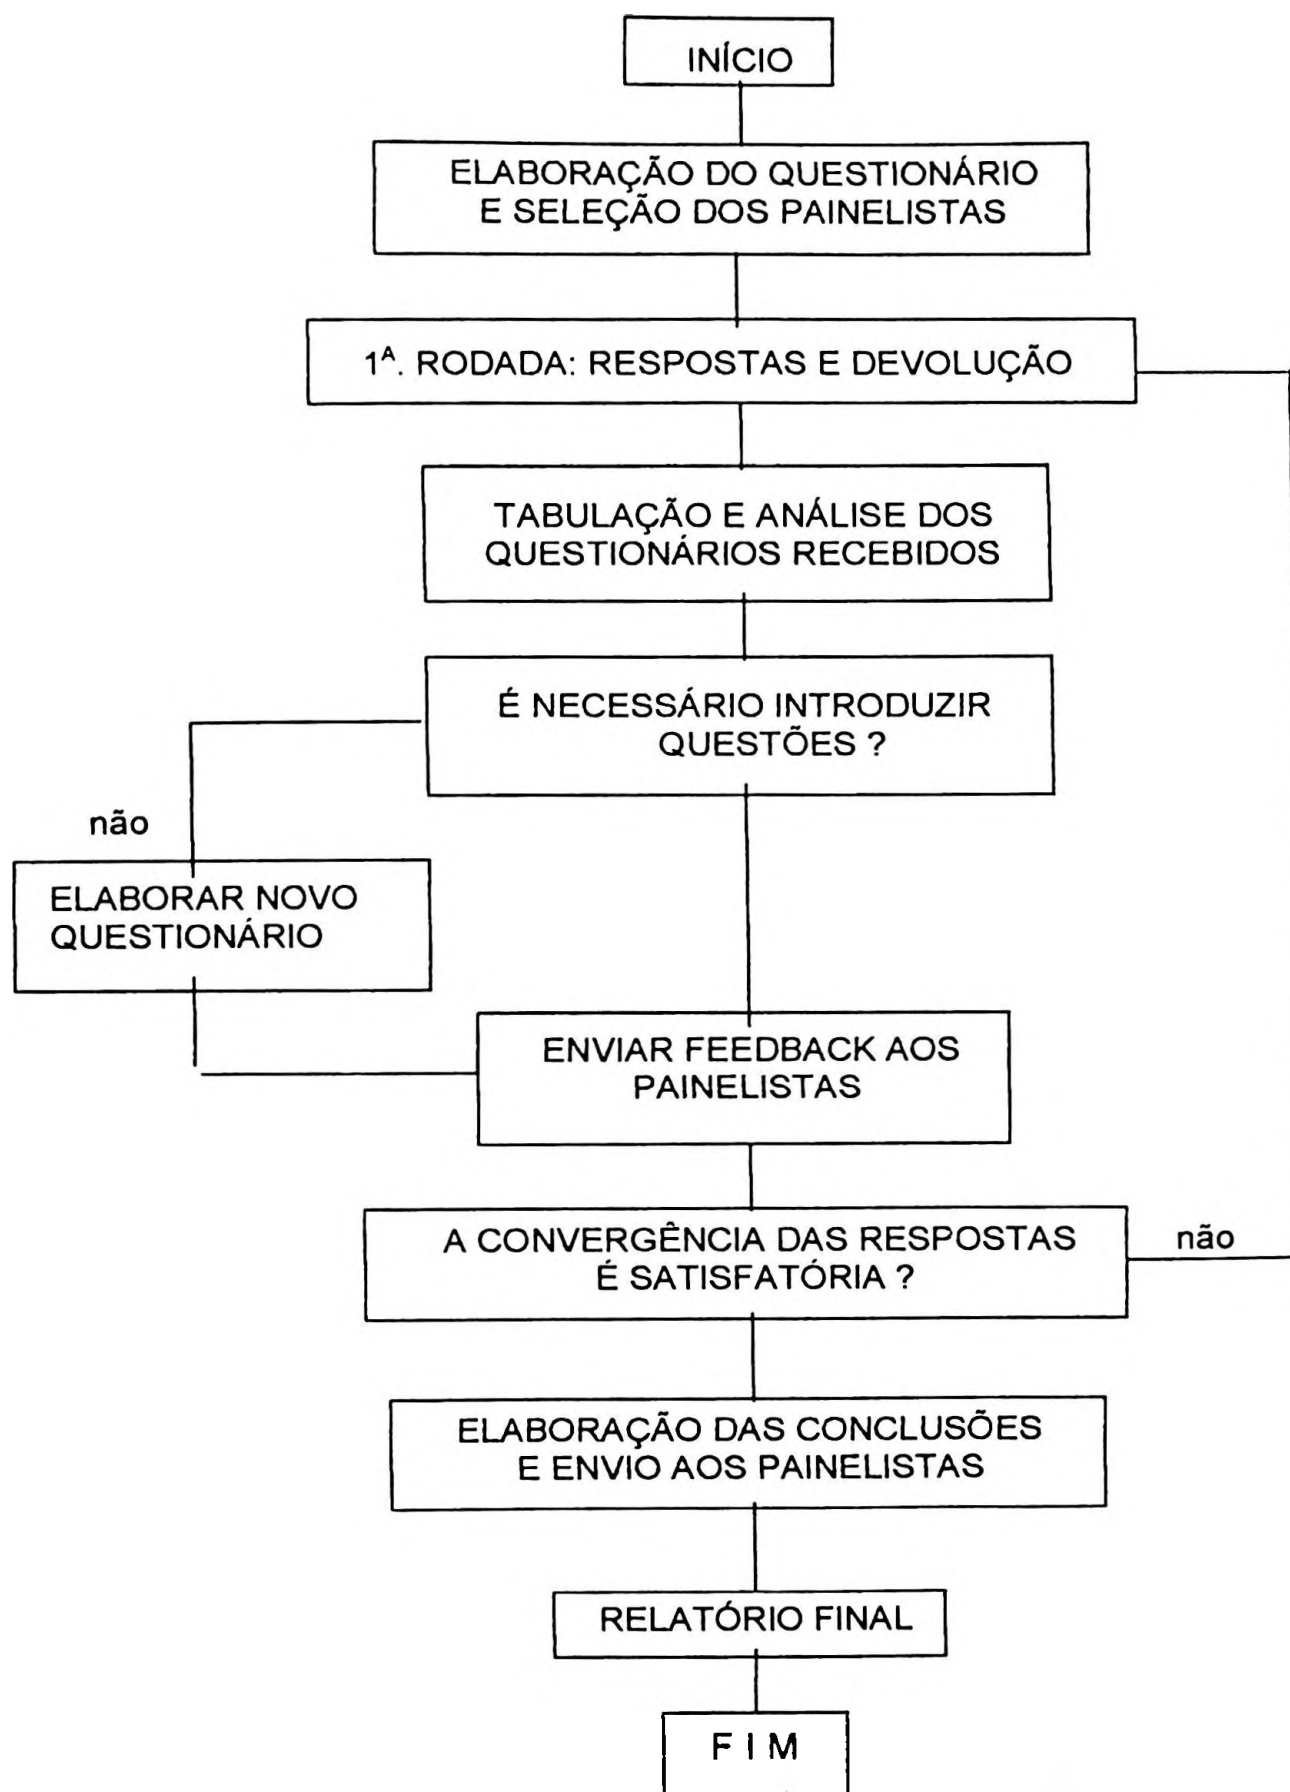 INÍCIO
ELABORAÇÃO DO QUESTIONÁRIO
E SELEÇÃO DOS PAINELISTAS
1ᴬ. RODADA: RESPOSTAS E DEVOLUÇÃO
TABULAÇÃO E ANÁLISE DOS
QUESTIONÁRIOS RECEBIDOS
É NECESSÁRIO INTRODUZIR
QUESTÕES ?
não
ELABORAR NOVO
QUESTIONÁRIO
ENVIAR FEEDBACK AOS
PAINELISTAS
A CONVERGÊNCIA DAS RESPOSTAS
É SATISFATÓRIA ?
não
ELABORAÇÃO DAS CONCLUSÕES
E ENVIO AOS PAINELISTAS
RELATÓRIO FINAL
F I M